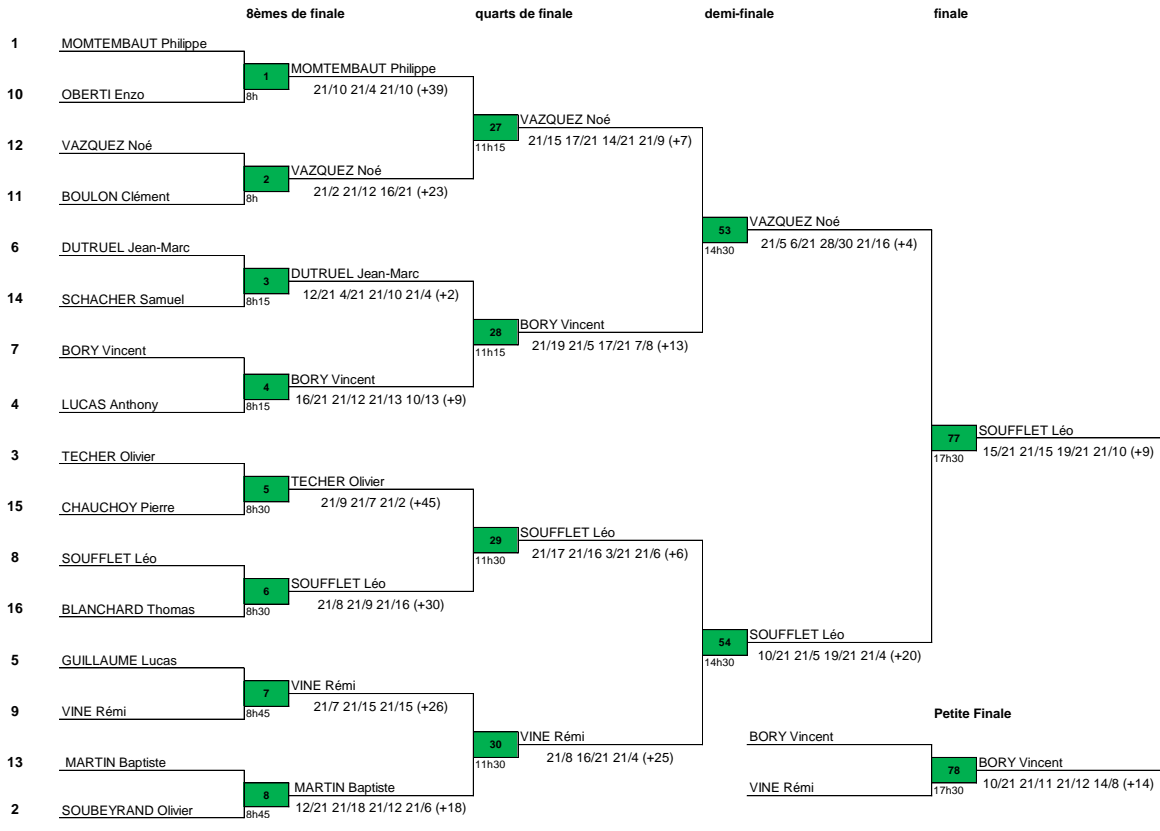 8èmes de finale quarts de finale demi-finale finale
1 MOMTEMBAUT Philippe
1 MOMTEMBAUT Philippe
8h 21/10 21/4 21/10 (+39)
10 OBERTI Enzo
27 VAZQUEZ Noé
11h15 21/15 17/21 14/21 21/9 (+7)
12 VAZQUEZ Noé
2 VAZQUEZ Noé
8h 21/2 21/12 16/21 (+23)
11 BOULON Clément
53 VAZQUEZ Noé
14h30 21/5 6/21 28/30 21/16 (+4)
6 DUTRUEL Jean-Marc
3 DUTRUEL Jean-Marc
8h15 12/21 4/21 21/10 21/4 (+2)
14 SCHACHER Samuel
28 BORY Vincent
11h15 21/19 21/5 17/21 7/8 (+13)
7 BORY Vincent
4 BORY Vincent
8h15 16/21 21/12 21/13 10/13 (+9)
4 LUCAS Anthony
77 SOUFFLET Léo
17h30 15/21 21/15 19/21 21/10 (+9)
3 TECHER Olivier
5 TECHER Olivier
8h30 21/9 21/7 21/2 (+45)
15 CHAUCHOY Pierre
29 SOUFFLET Léo
11h30 21/17 21/16 3/21 21/6 (+6)
8 SOUFFLET Léo
6 SOUFFLET Léo
8h30 21/8 21/9 21/16 (+30)
16 BLANCHARD Thomas
54 SOUFFLET Léo
14h30 10/21 21/5 19/21 21/4 (+20)
5 GUILLAUME Lucas
7 VINE Rémi
8h45 21/7 21/15 21/15 (+26)
9 VINE Rémi
30 VINE Rémi
11h30 21/8 16/21 21/4 (+25)
13 MARTIN Baptiste
8 MARTIN Baptiste
8h45 12/21 21/18 21/12 21/6 (+18)
2 SOUBEYRAND Olivier
Petite Finale
BORY Vincent
78 BORY Vincent
17h30 10/21 21/11 21/12 14/8 (+14)
VINE Rémi